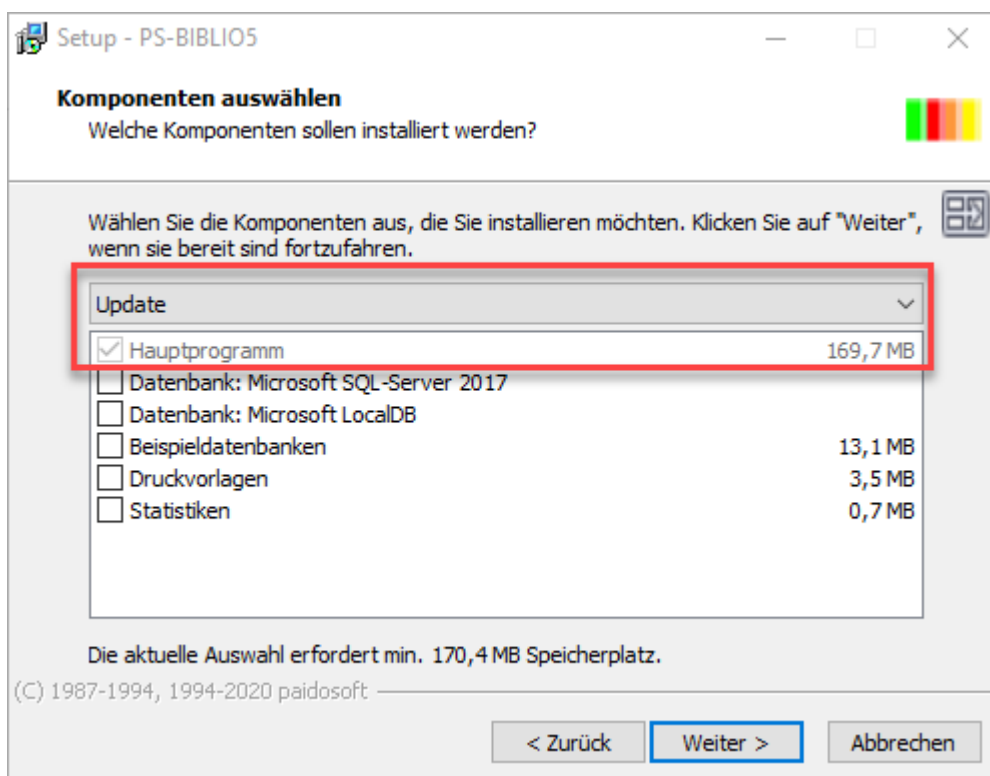 Setup - PS-BIBLIO5
Komponenten auswählen
Welche Komponenten sollen installiert werden?
Wählen Sie die Komponenten aus, die Sie installieren möchten. Klicken Sie auf "Weiter",
wenn sie bereit sind fortzufahren.
Update
Hauptprogramm 169,7 MB
Datenbank: Microsoft SQL-Server 2017
Datenbank: Microsoft LocalDB
Beispieldatenbanken 13,1 MB
Druckvorlagen 3,5 MB
Statistiken 0,7 MB
Die aktuelle Auswahl erfordert min. 170,4 MB Speicherplatz.
(C) 1987-1994, 1994-2020 paidosoft
< Zurück Weiter > Abbrechen